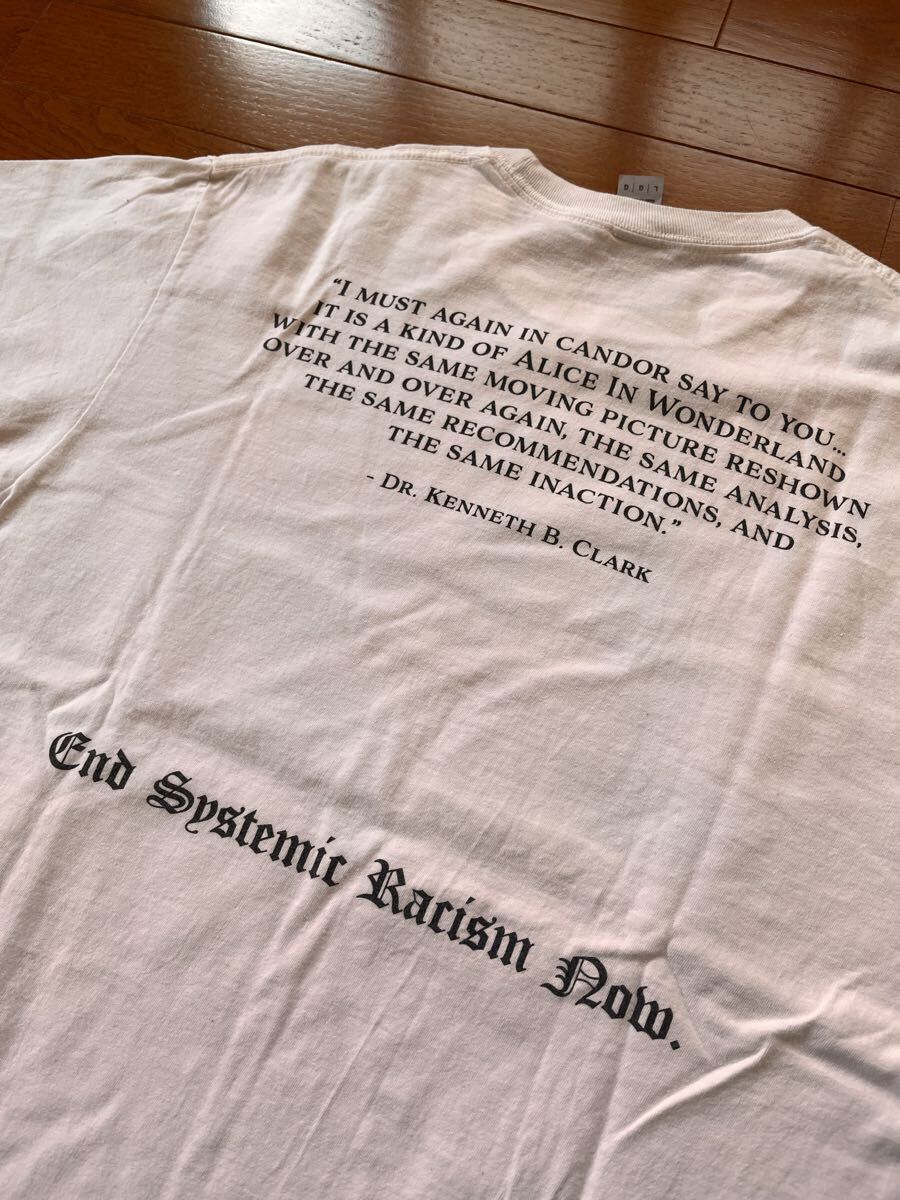 “I MUST AGAIN IN CANDOR SAY TO YOU...
IT IS A KIND OF ALICE IN WONDERLAND
WITH THE SAME MOVING PICTURE RESHOWN
OVER AND OVER AGAIN, THE SAME ANALYSIS,
THE SAME RECOMMENDATIONS, AND
THE SAME INACTION.”
- DR. KENNETH B. CLARK
End Systemic Racism Now.